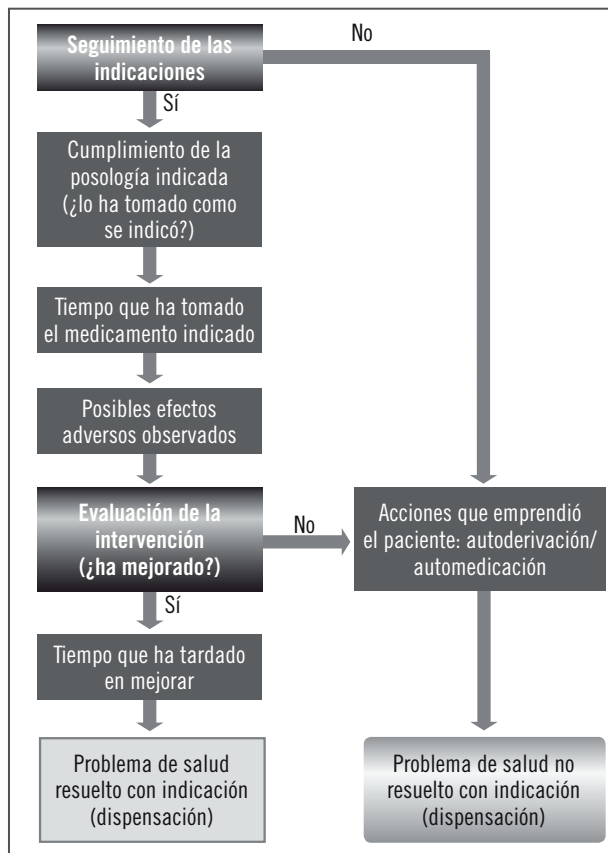 Seguimiento de las
indicaciones
No
Sí
Cumplimiento de la
posología indicada
(¿lo ha tomado como
se indicó?)
Tiempo que ha tomado
el medicamento indicado
Posibles efectos
adversos observados
Evaluación de la
intervención
(¿ha mejorado?)
No
Acciones que emprendió
el paciente: autoderivación/
automedicación
Sí
Tiempo que ha tardado
en mejorar
Problema de salud
resuelto con indicación
(dispensación)
Problema de salud no
resuelto con indicación
(dispensación)